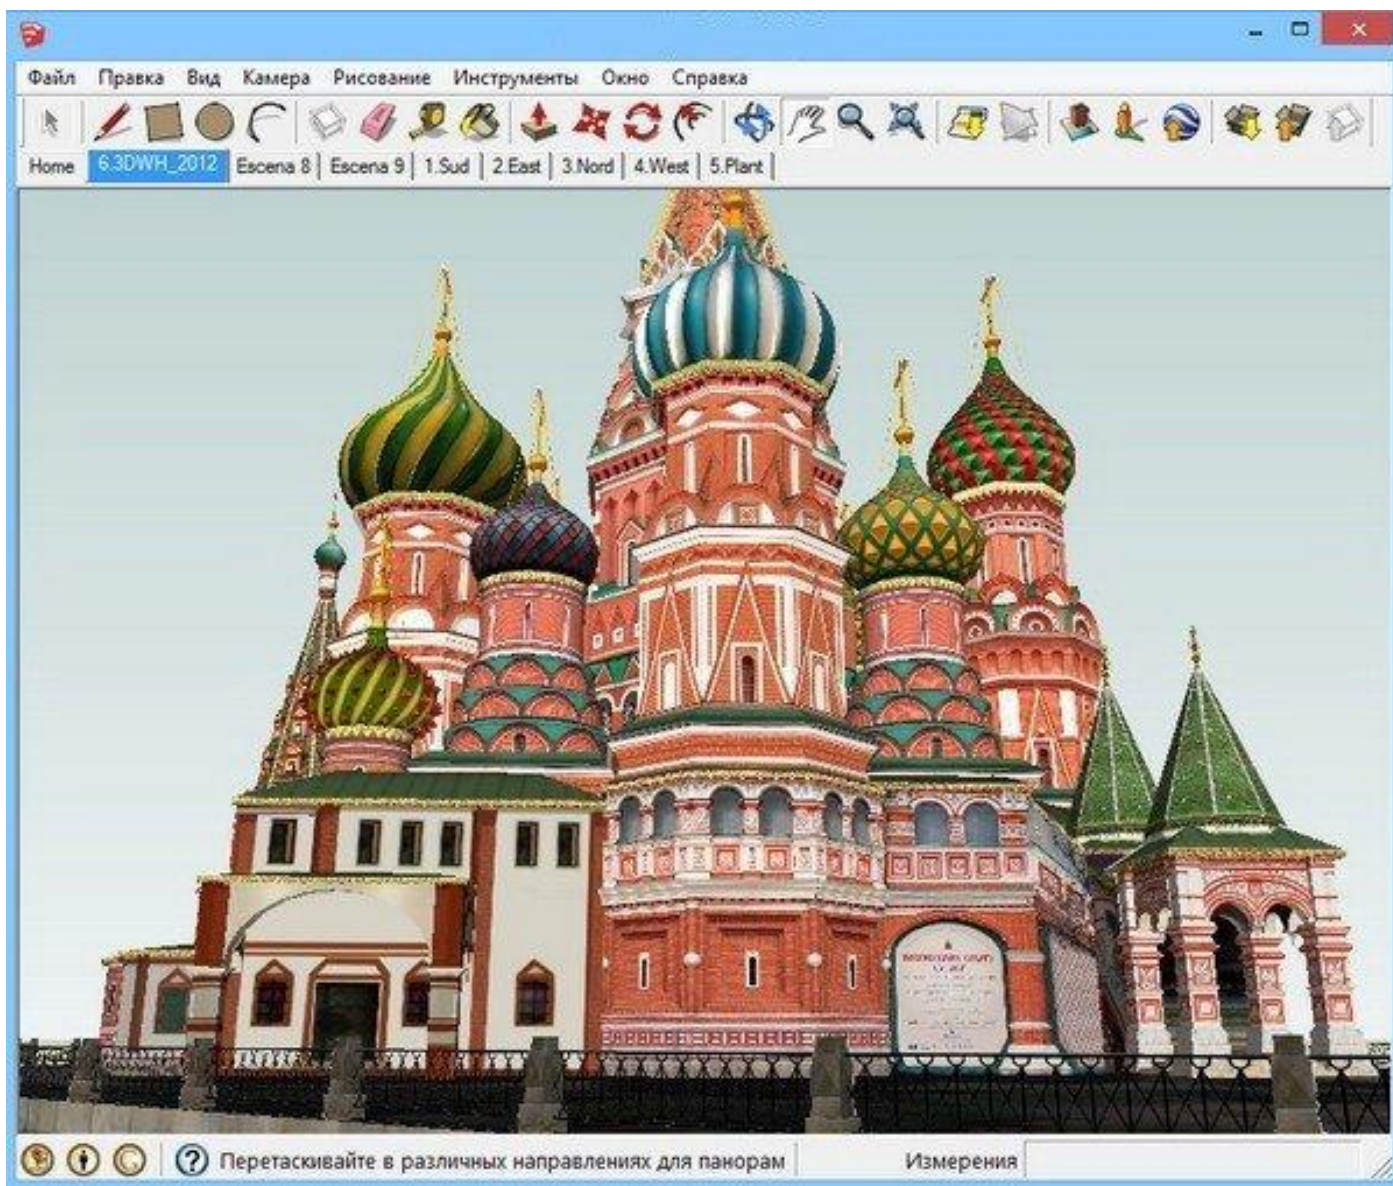 Файл Правка Вид Камера Рисование Инструменты Окно Справка
Home 6.3DWH_2012 Escena 8 Escena 9 1.Sud 2.East 3.Nord 4.West 5.Plant
Перетаскивайте в различных направлениях для панорам Измерения